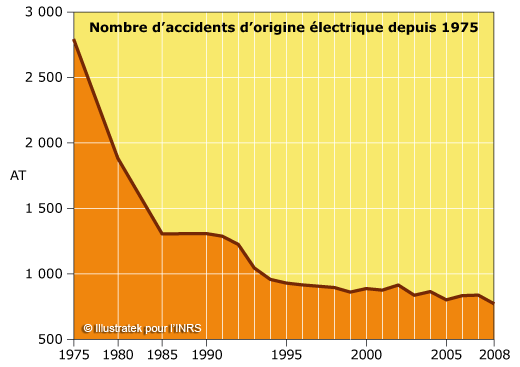 3 000
Nombre d'accidents d'origine électrique depuis 1975
2 500
2 000
AT
1 500
1 000
© Illustratek pour l'INRS
500
1975 1980 1985 1990 1995 2000 2005 2008